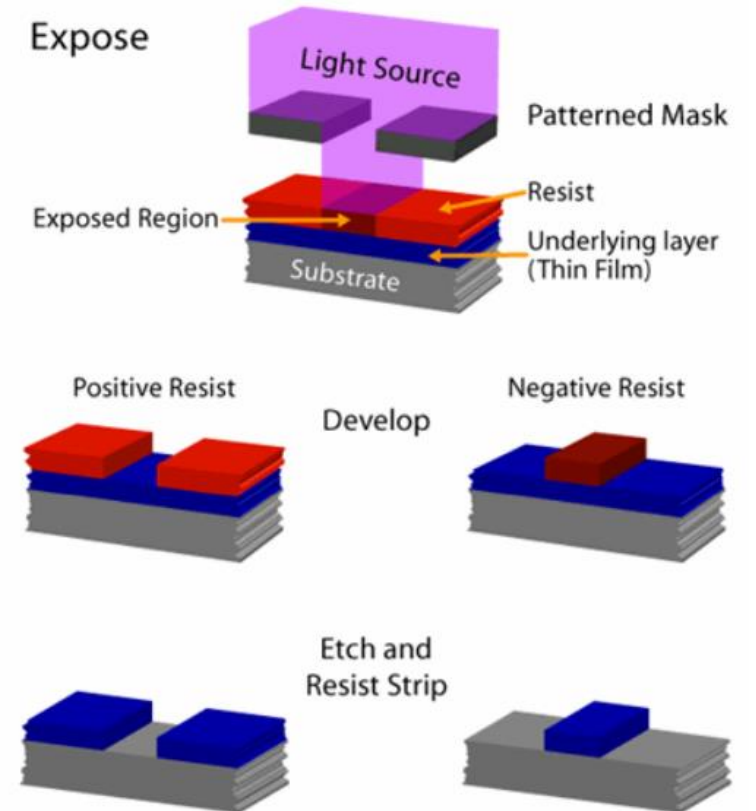 Expose
Light Source
Patterned Mask
Resist
Exposed Region
Underlying layer
(Thin Film)
Substrate
Positive Resist
Negative Resist
Develop
Etch and
Resist Strip